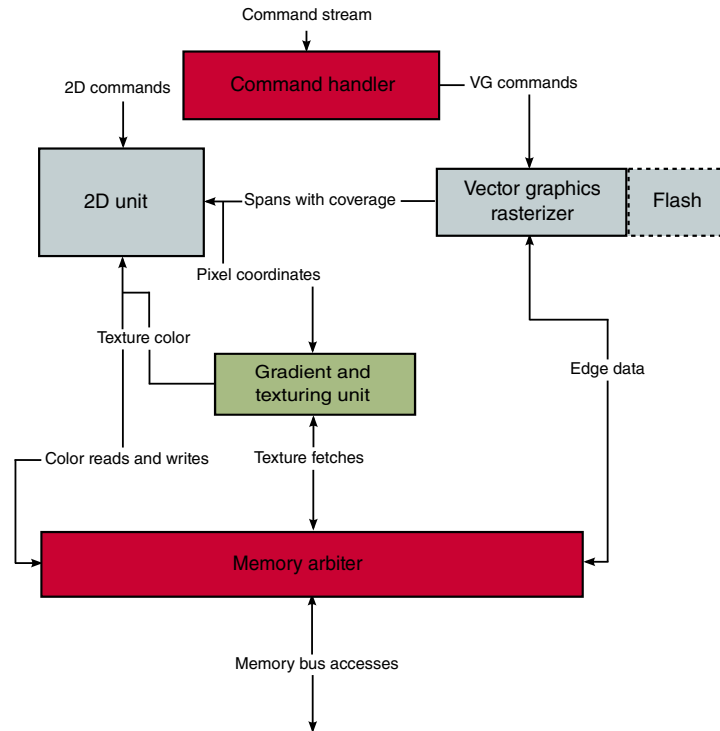 Command stream
Command handler
2D commands
VG commands
2D unit
Spans with coverage
Vector graphics
rasterizer
Flash
Pixel coordinates
Texture color
Gradient and
texturing unit
Edge data
Color reads and writes
Texture fetches
Memory arbiter
Memory bus accesses